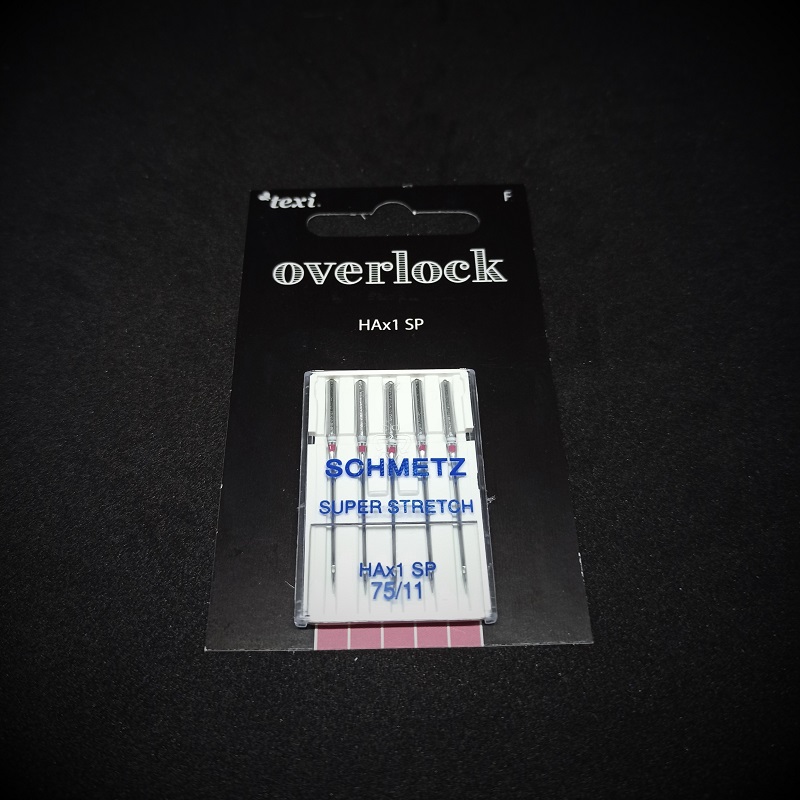 texi. F
overlock
HAx1 SP
SCHMETZ
SUPER STRETCH
HAx1 SP
75/11